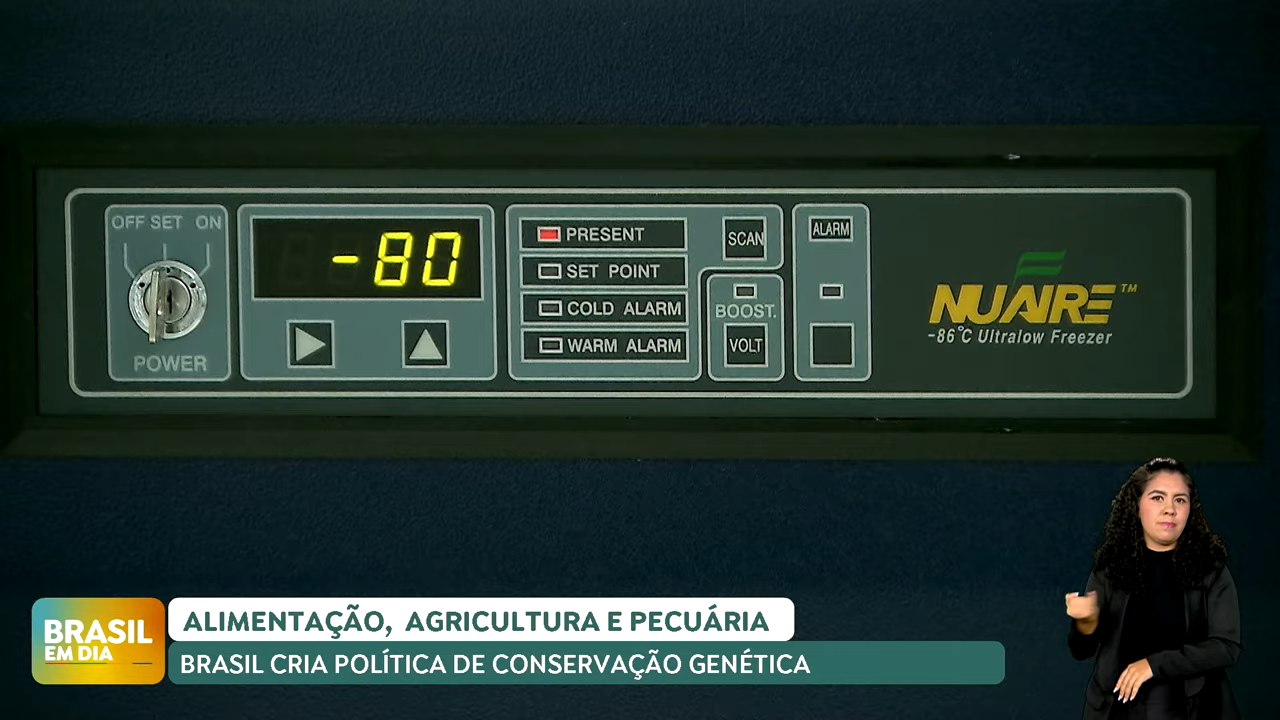 OFF SET ON
POWER
-80
PRESENT
SET POINT
COLD ALARM
WARM ALARM
SCAN
BOOST.
VOLT
ALARM
NUAIRE™
-86°C Ultralow Freezer
BRASIL
EM DIA
ALIMENTAÇÃO, AGRICULTURA E PECUÁRIA
BRASIL CRIA POLÍTICA DE CONSERVAÇÃO GENÉTICA